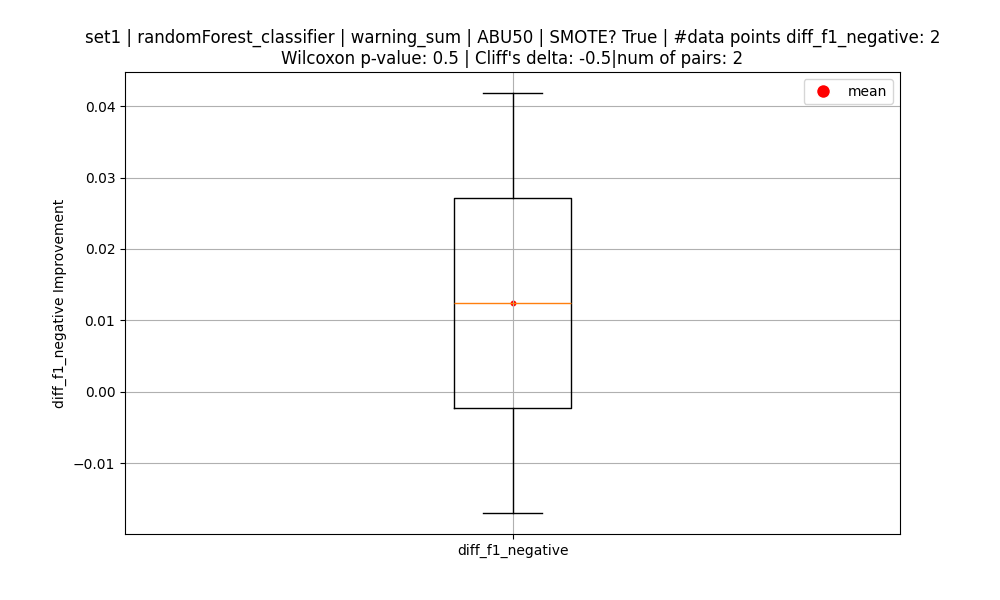 set1 | randomForest_classifier | warning_sum | ABU50 | SMOTE? True | #data points diff_f1_negative: 2
Wilcoxon p-value: 0.5 | Cliff's delta: -0.5|num of pairs: 2
mean
0.04
0.03
0.02
0.01
0.00
−0.01
diff_f1_negative Improvement
diff_f1_negative